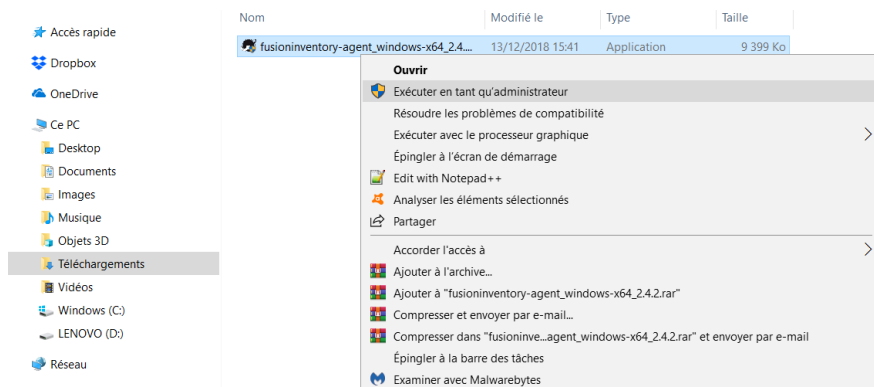 Nom Modifié le Type Taille
Accès rapide
fusioninventory-agent_windows-x64_2.4.... 13/12/2018 15:41 Application 9 399 Ko
Dropbox
OneDrive
Ce PC
Desktop
Documents
Images
Musique
Objets 3D
Téléchargements
Vidéos
Windows (C:)
LENOVO (D:)
Réseau
Ouvrir
Exécuter en tant qu'administrateur
Résoudre les problèmes de compatibilité
Exécuter avec le processeur graphique
Épingler à l'écran de démarrage
Edit with Notepad++
Analyser les éléments sélectionnés
Partager
Accorder l'accès à
Ajouter à l'archive...
Ajouter à "fusioninventory-agent_windows-x64_2.4.2.rar"
Compresser et envoyer par e-mail...
Compresser dans "fusioninve...agent_windows-x64_2.4.2.rar" et envoyer par e-mail
Épingler à la barre des tâches
Examiner avec Malwarebytes